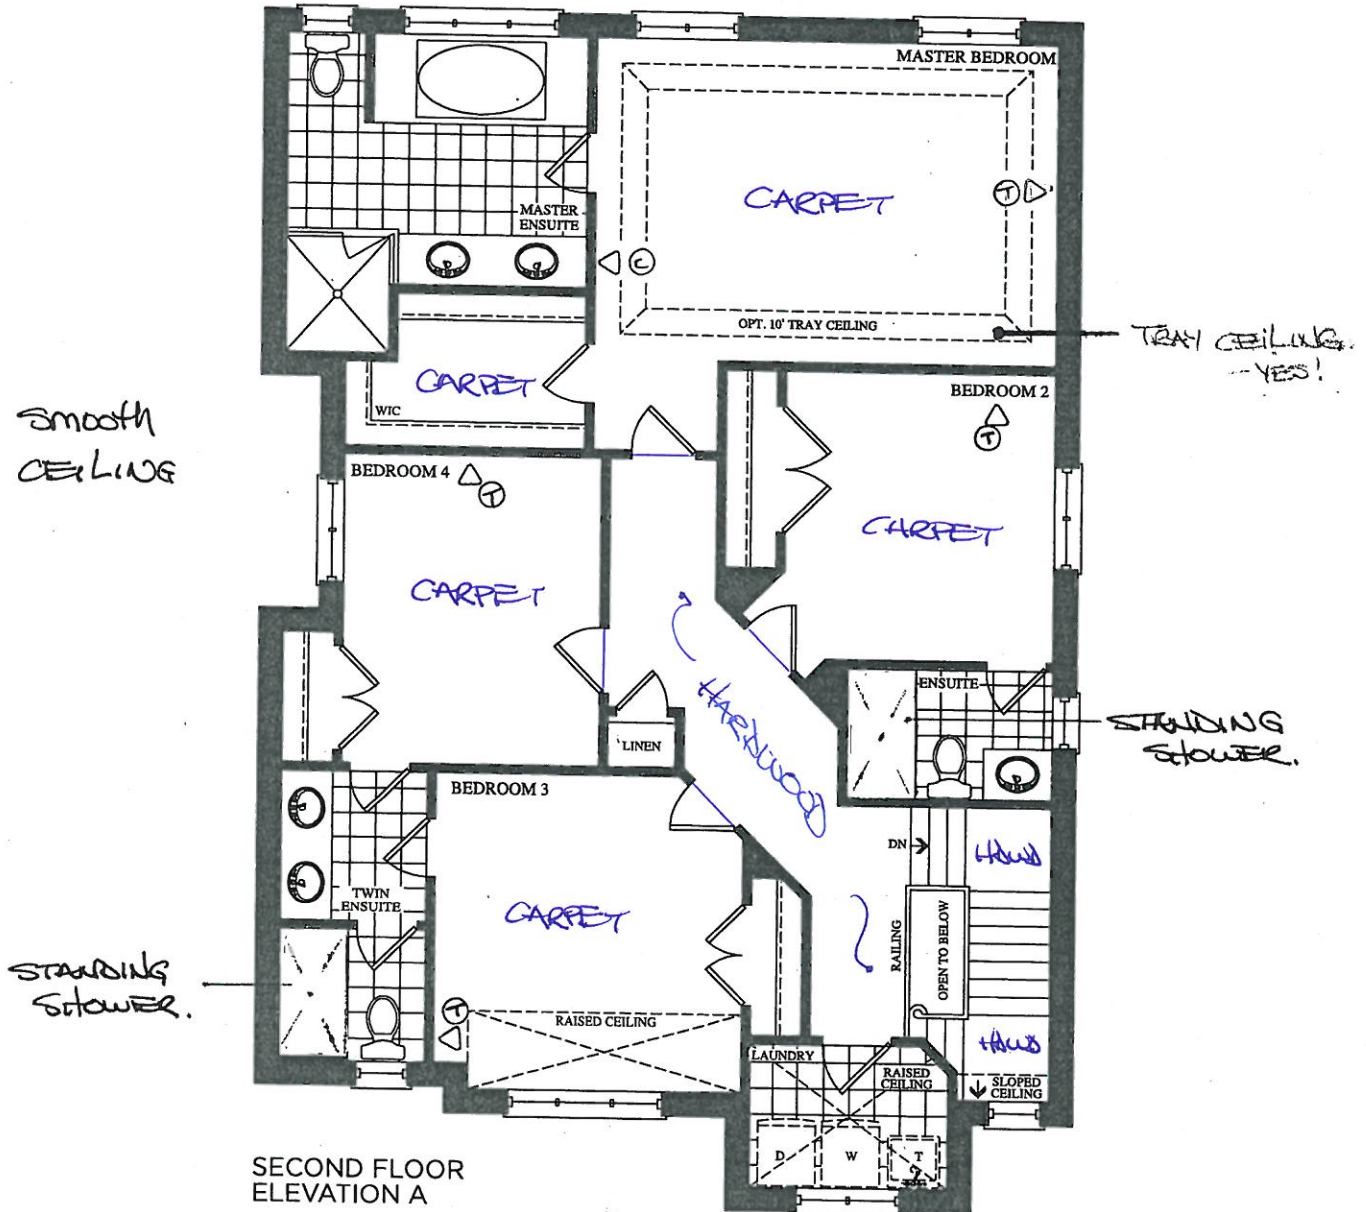 MASTER BEDROOM
CARPET
T
MASTER
ENSUITE
C
OPT. 10' TRAY CEILING
TRAY CEILING.
-- YES!
CARPET
WIC
BEDROOM 2
T
Smooth
CEILING
BEDROOM 4
T
CARPET
CARPET
HARDWOOD
ENSUITE
STANDING
SHOWER.
LINEN
BEDROOM 3
DN
TWIN
ENSUITE
CARPET
RAILING
OPEN TO BELOW
STANDING
SHOWER.
T
RAISED CEILING
LAUNDRY
RAISED
CEILING
SLOPED
CEILING
D
W
T
SECOND FLOOR
ELEVATION A